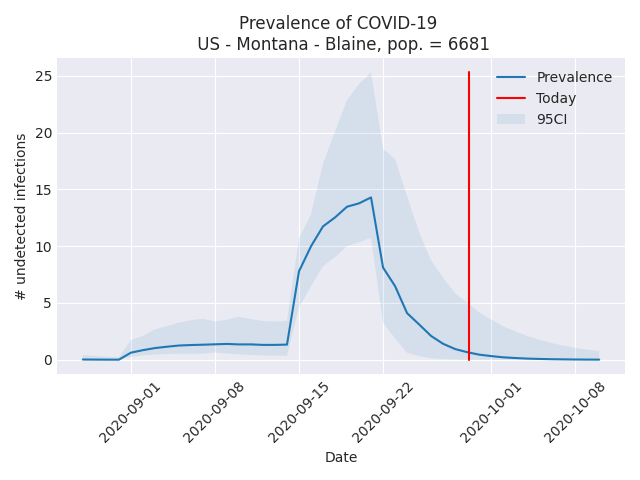 Prevalence of COVID-19
US - Montana - Blaine, pop. = 6681
# undetected infections
25
20
15
10
5
0
Prevalence
Today
95CI
2020-09-01
2020-09-08
2020-09-15
2020-09-22
2020-10-01
2020-10-08
Date